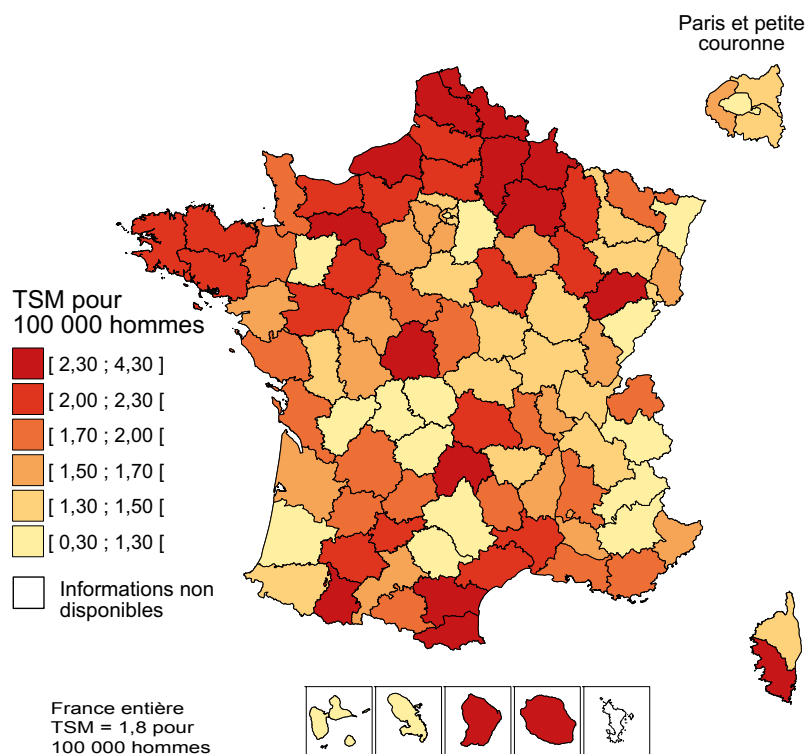 Paris et petite
couronne
TSM pour
100 000 hommes
[ 2,30 ; 4,30 ]
[ 2,00 ; 2,30 [
[ 1,70 ; 2,00 [
[ 1,50 ; 1,70 [
[ 1,30 ; 1,50 [
[ 0,30 ; 1,30 [
Informations non
disponibles
France entière
TSM = 1,8 pour
100 000 hommes